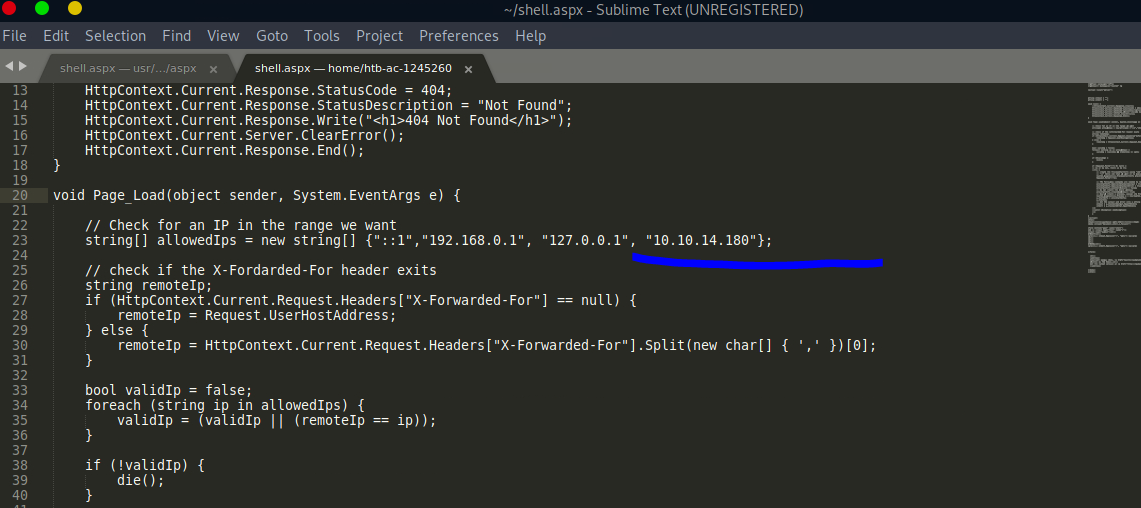 ~/shell.aspx - Sublime Text (UNREGISTERED)
File Edit Selection Find View Goto Tools Project Preferences Help
shell.aspx — usr/.../aspx × shell.aspx — home/htb-ac-1245260 ×
13     HttpContext.Current.Response.StatusCode = 404;
14     HttpContext.Current.Response.StatusDescription = "Not Found";
15     HttpContext.Current.Response.Write("<h1>404 Not Found</h1>");
16     HttpContext.Current.Server.ClearError();
17     HttpContext.Current.Response.End();
18 }
19
20 void Page_Load(object sender, System.EventArgs e) {
21
22     // Check for an IP in the range we want
23     string[] allowedIps = new string[] {"::1","192.168.0.1", "127.0.0.1", "10.10.14.180"};
24
25     // check if the X-Fordarded-For header exits
26     string remoteIp;
27     if (HttpContext.Current.Request.Headers["X-Forwarded-For"] == null) {
28         remoteIp = Request.UserHostAddress;
29     } else {
30         remoteIp = HttpContext.Current.Request.Headers["X-Forwarded-For"].Split(new char[] { ',' })[0];
31     }
32
33     bool validIp = false;
34     foreach (string ip in allowedIps) {
35         validIp = (validIp || (remoteIp == ip));
36     }
37
38     if (!validIp) {
39         die();
40     }